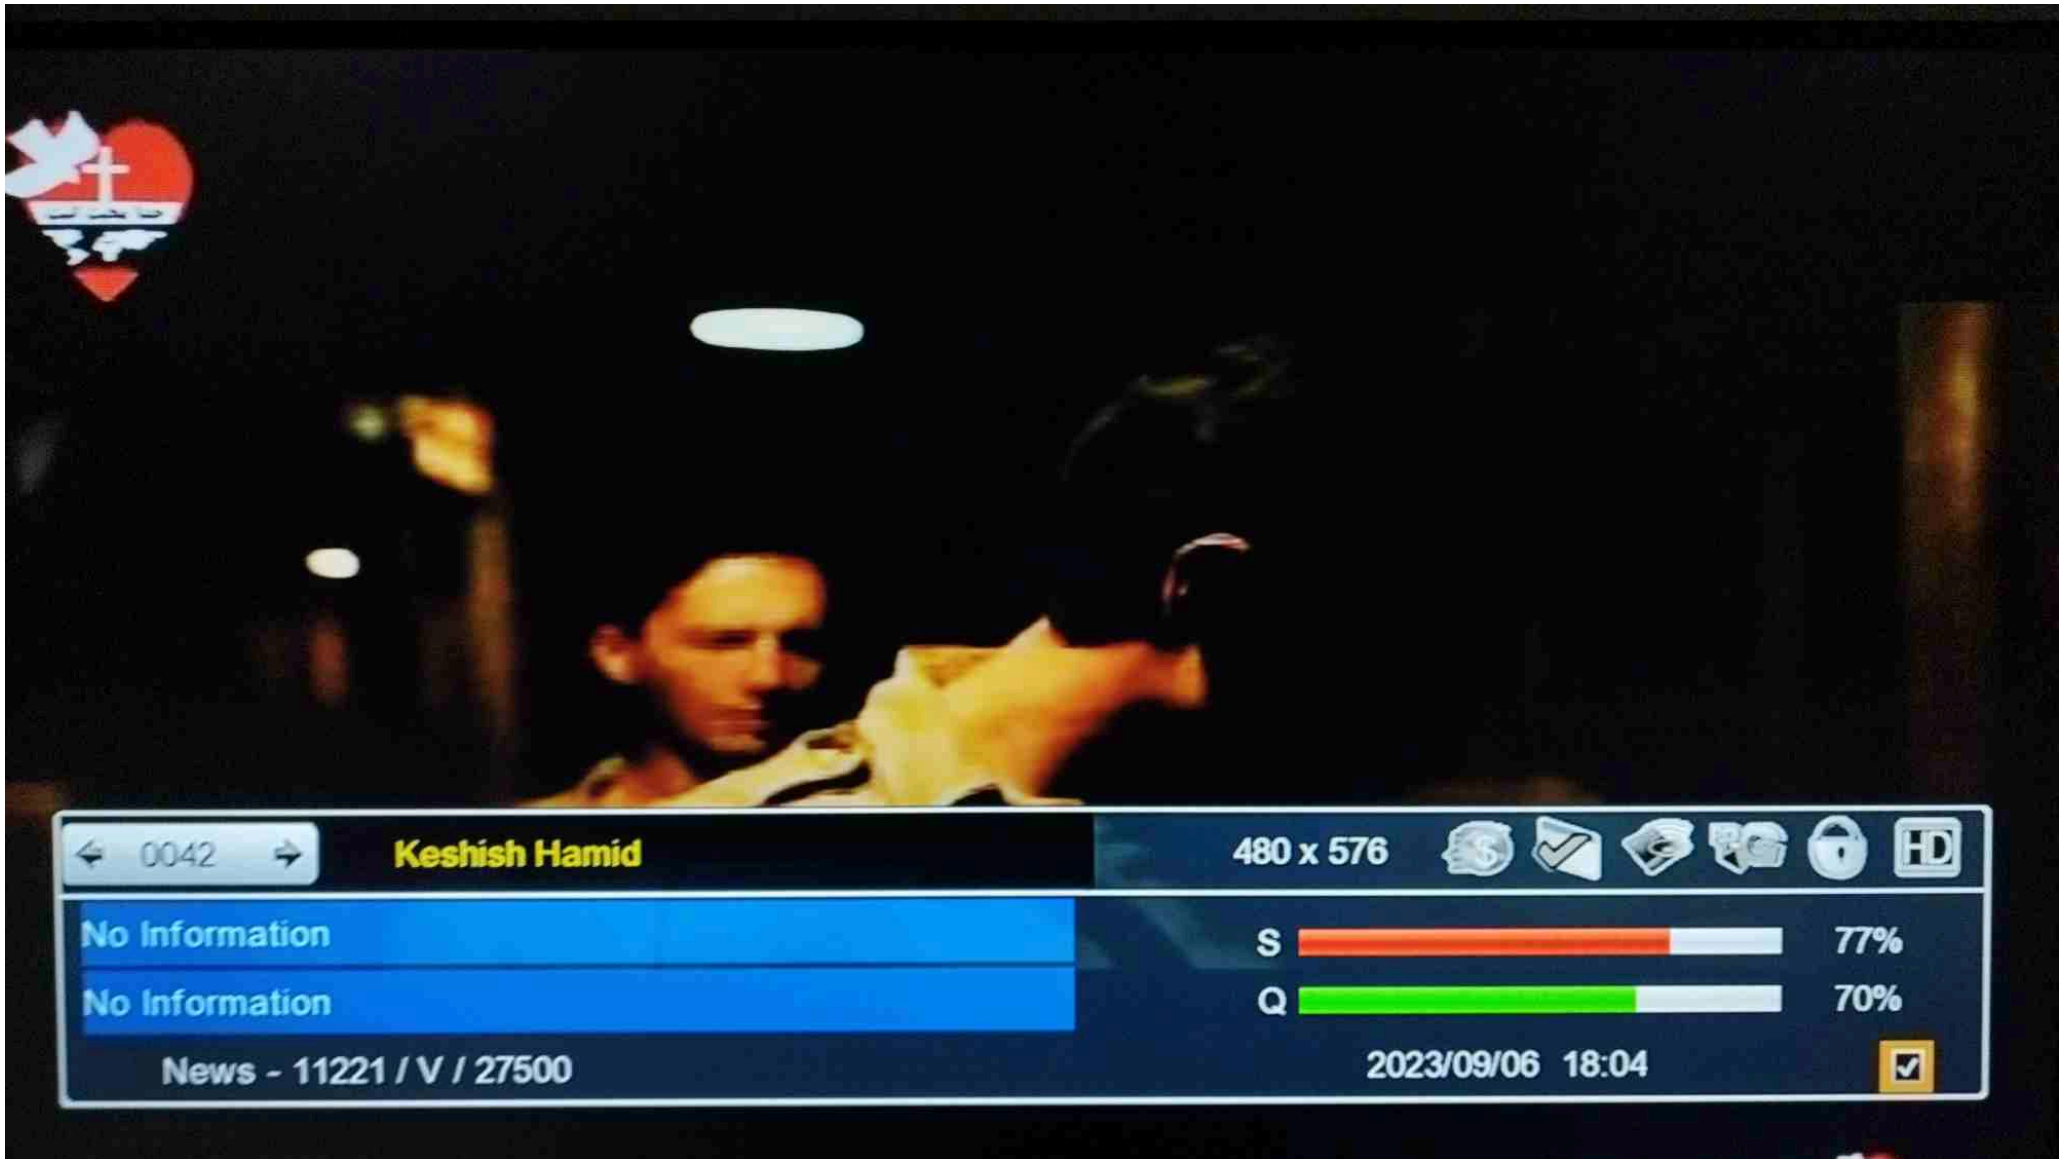 0042
Keshish Hamid
480 x 576
HD
No Information
S 77%
No Information
Q 70%
News - 11221 / V / 27500
2023/09/06 18:04